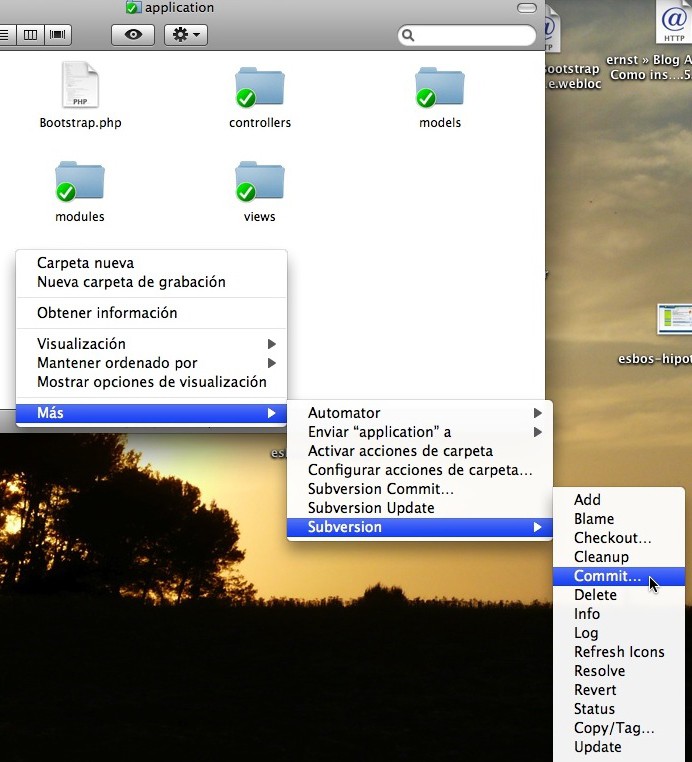 application
PHP
Bootstrap.php
controllers
models
modules
views
HTTP
HTTP
ootstrap
e.webloc
ernst » Blog A
Como ins....5
Carpeta nueva
Nueva carpeta de grabación
Obtener información
Visualización
Mantener ordenado por
Mostrar opciones de visualización
Más
esbos-hipot
es
Automator
Enviar “application” a
Activar acciones de carpeta
Configurar acciones de carpeta...
Subversion Commit...
Subversion Update
Subversion
Add
Blame
Checkout...
Cleanup
Commit...
Delete
Info
Log
Refresh Icons
Resolve
Revert
Status
Copy/Tag...
Update